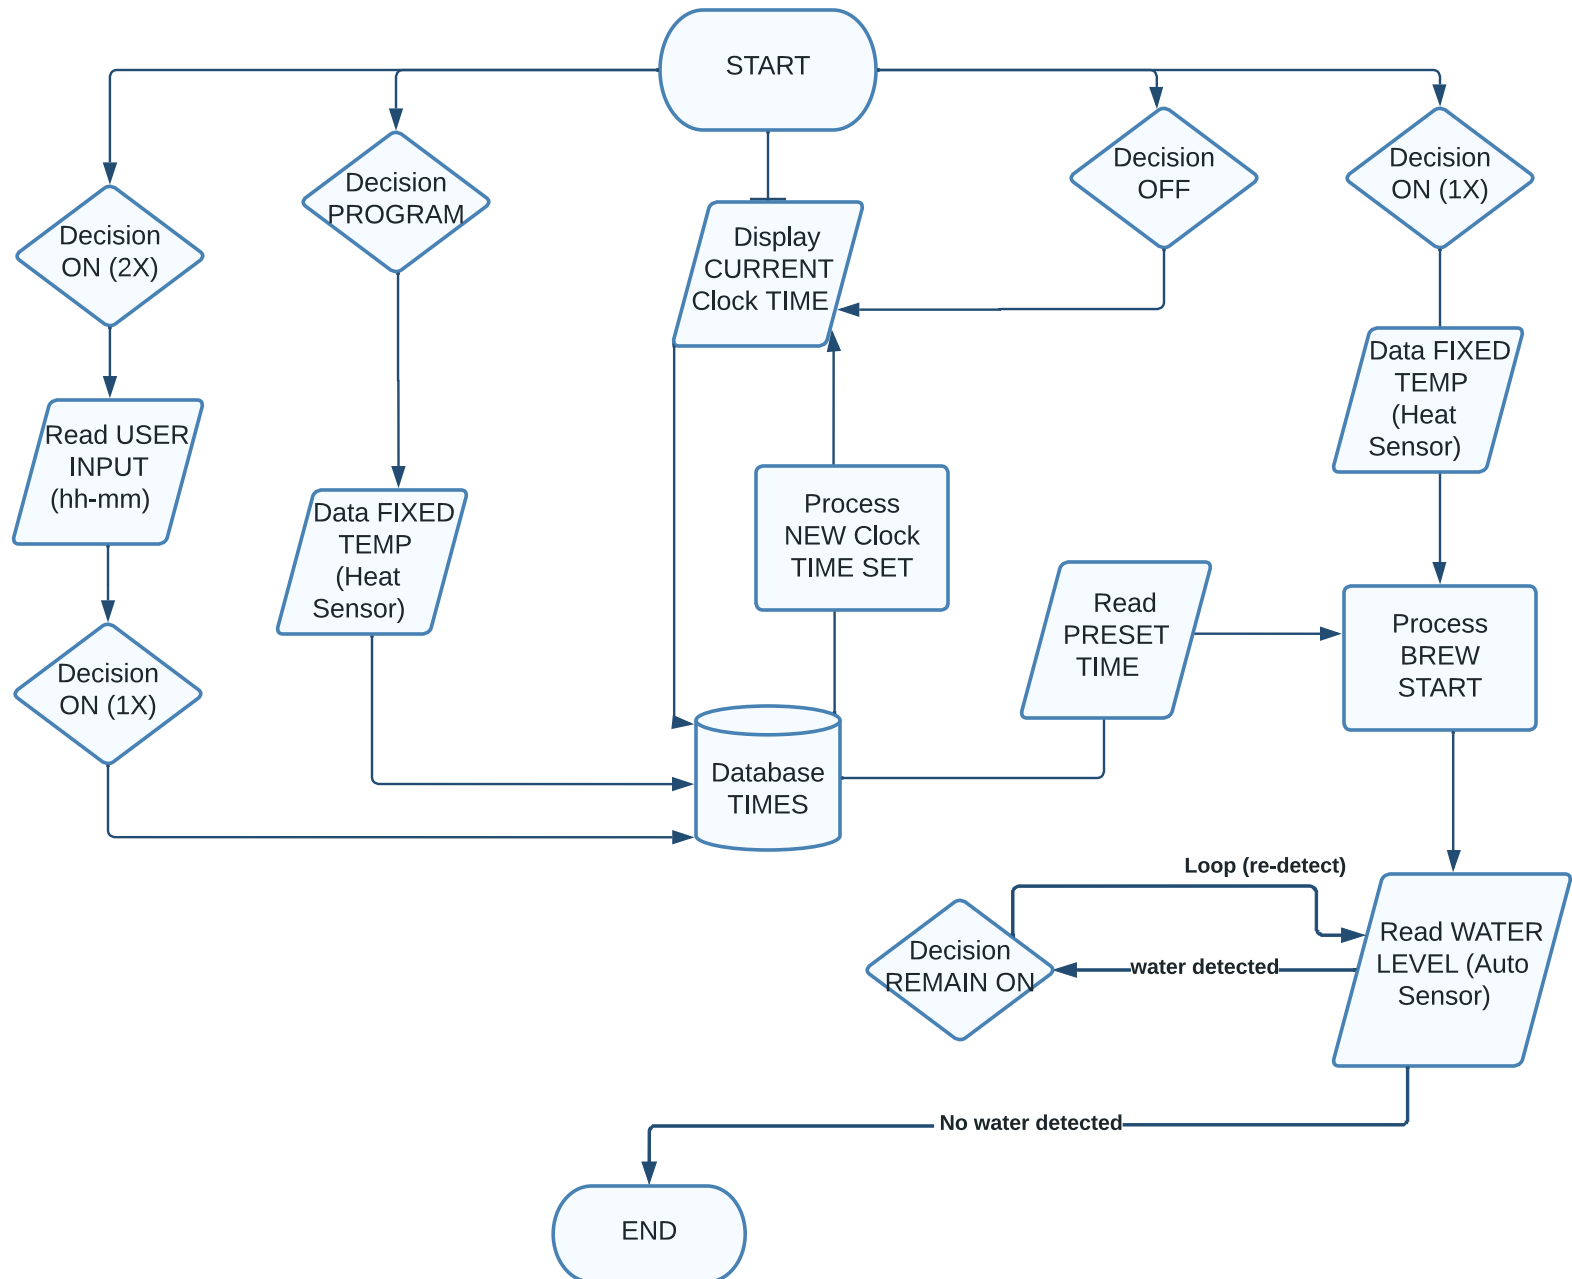 START
Decision
ON (2X)
Decision
PROGRAM
Display
CURRENT
Clock TIME
Decision
OFF
Decision
ON (1X)
Read USER
INPUT
(hh-mm)
Data FIXED
TEMP
(Heat
Sensor)
Process
NEW Clock
TIME SET
Data FIXED
TEMP
(Heat
Sensor)
Decision
ON (1X)
Database
TIMES
Read
PRESET
TIME
Process
BREW
START
Loop (re-detect)
Decision
REMAIN ON
water detected
Read WATER
LEVEL (Auto
Sensor)
No water detected
END